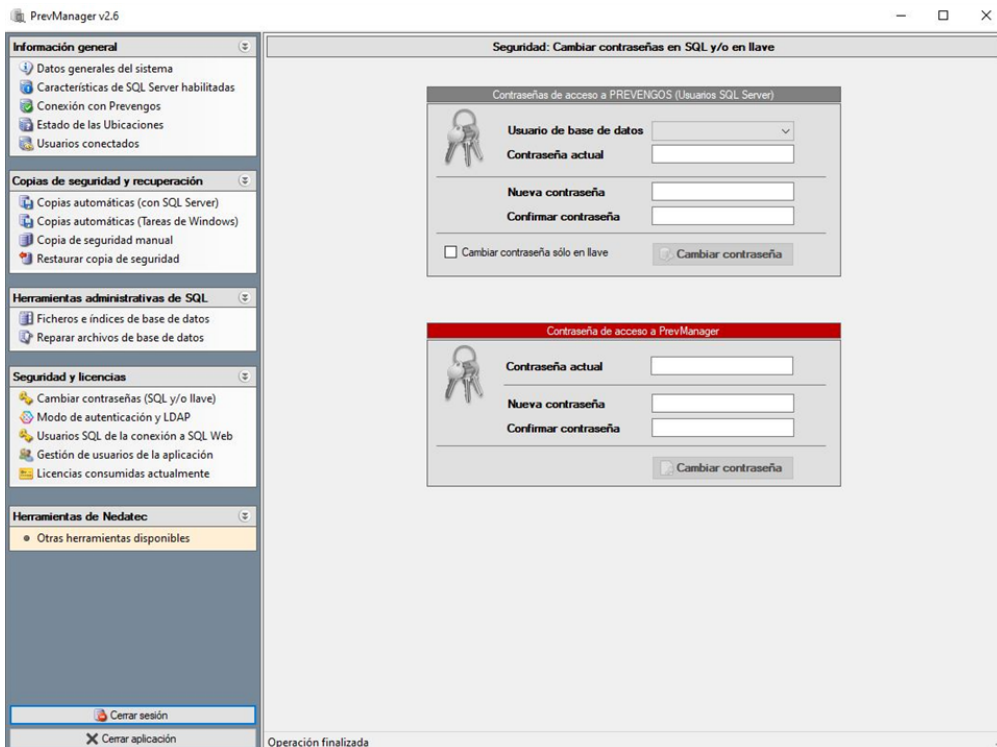 PrevManager v2.6
Información general
Datos generales del sistema
Características de SQL Server habilitadas
Conexión con Prevengos
Estado de las Ubicaciones
Usuarios conectados
Copias de seguridad y recuperación
Copias automáticas (con SQL Server)
Copias automáticas (Tareas de Windows)
Copia de seguridad manual
Restaurar copia de seguridad
Herramientas administrativas de SQL
Ficheros e índices de base de datos
Reparar archivos de base de datos
Seguridad y licencias
Cambiar contraseñas (SQL y/o llave)
Modo de autenticación y LDAP
Usuarios SQL de la conexión a SQL Web
Gestión de usuarios de la aplicación
Licencias consumidas actualmente
Herramientas de Nedatec
Otras herramientas disponibles
Cerrar sesión
Cerrar aplicación
Seguridad: Cambiar contraseñas en SQL y/o en llave
Contraseñas de acceso a PREVENGOS (Usuarios SQL Server)
Usuario de base de datos
Contraseña actual
Nueva contraseña
Confirmar contraseña
Cambiar contraseña sólo en llave
Cambiar contraseña
Contraseña de acceso a PrevManager
Contraseña actual
Nueva contraseña
Confirmar contraseña
Cambiar contraseña
Operación finalizada